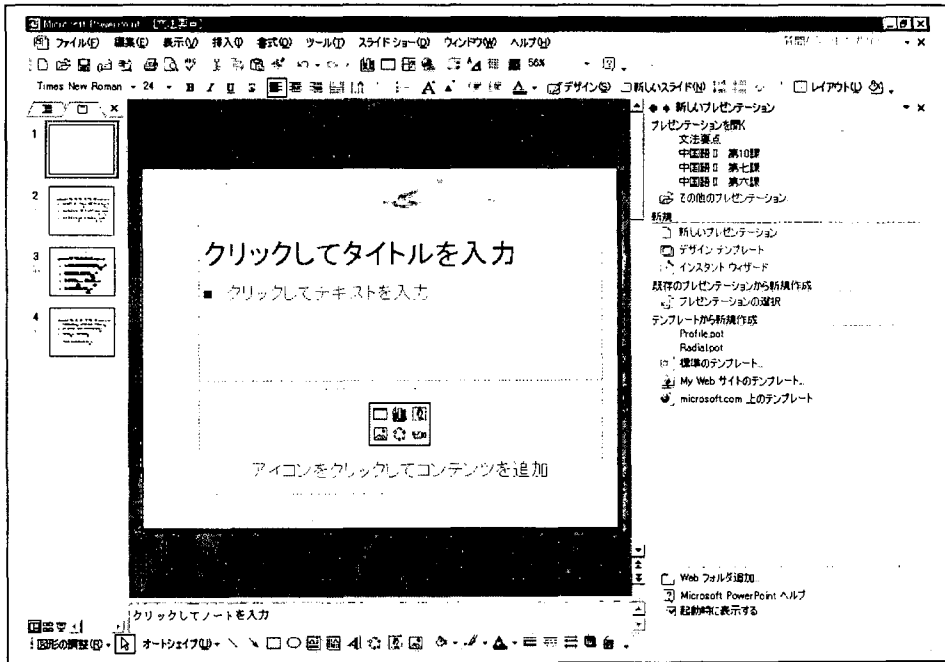 Microsoft Powerpoint - [文法要点]
ファイル(F) 編集(E) 表示(V) 挿入(I) 書式(O) ツール(T) スライド ショー(D) ウィンドウ(W) ヘルプ(H)
56%
Times New Roman 24 B I U S デザイン(S) 新しいスライド(N) レイアウト(L)
新しいプレゼンテーション
プレゼンテーションを開く
文法要点
中国語Ⅱ 第10課
中国語Ⅱ 第七課
中国語Ⅱ 第六課
その他のプレゼンテーション
新規
新しいプレゼンテーション
デザイン テンプレート
インスタント ウィザード
既存のプレゼンテーションから新規作成
プレゼンテーションの選択
テンプレートから新規作成
Profile.pot
Radial.pot
標準のテンプレート...
My Web サイトのテンプレート...
microsoft.com 上のテンプレート
Web フォルダ追加...
Microsoft PowerPoint ヘルプ
起動時に表示する
1
2
3
4
クリックしてタイトルを入力
■ クリックしてテキストを入力
アイコンをクリックしてコンテンツを追加
クリックしてノートを入力
図形の調整(R) オートシェイプ(U)